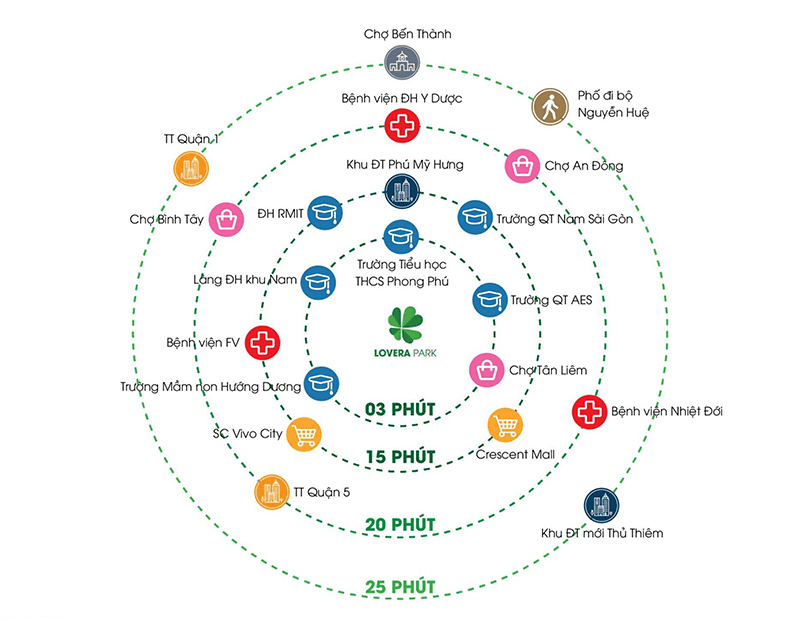 Chợ Bến Thành
Phố đi bộ
Nguyễn Huệ
Bệnh viện ĐH Y Dược
TT Quận 1
Khu ĐT Phú Mỹ Hưng
Chợ An Đông
Chợ Bình Tây
ĐH RMIT
Trường QT Nam Sài Gòn
Trường Tiểu học
THCS Phong Phú
Làng ĐH khu Nam
Trường QT AES
Bệnh viện FV
LOVERA PARK
Chợ Tân Liêm
Trường Mầm non Hướng Dương
03 PHÚT
Bệnh viện Nhiệt Đới
SC Vivo City
Crescent Mall
15 PHÚT
TT Quận 5
20 PHÚT
Khu ĐT mới Thủ Thiêm
25 PHÚT